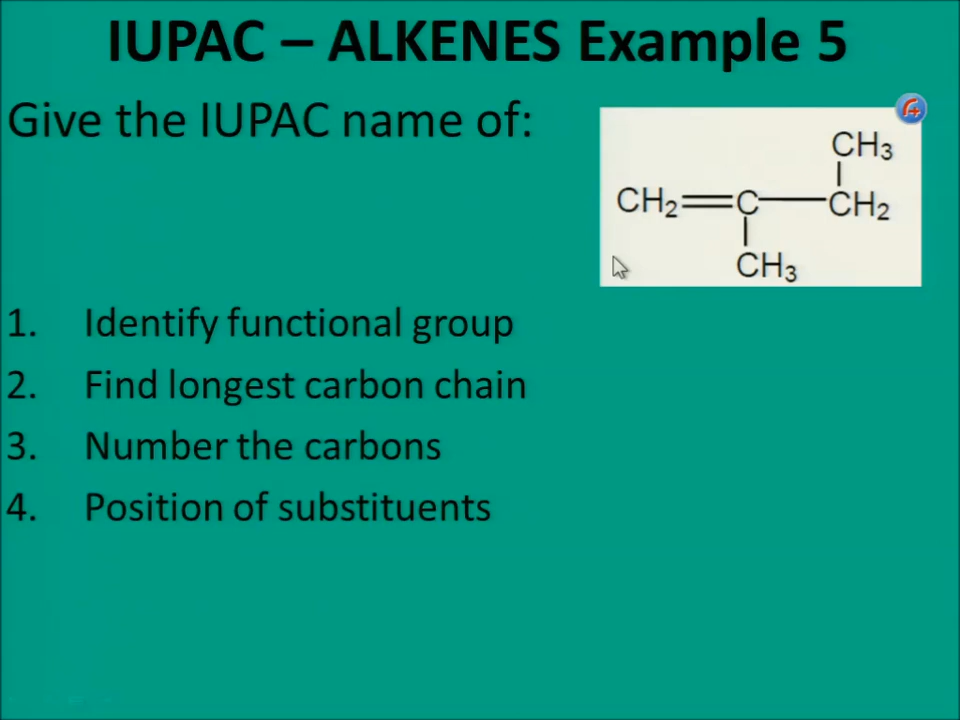 IUPAC – ALKENES Example 5
Give the IUPAC name of:
CH3
CH2=C—CH2
CH3
1. Identify functional group
2. Find longest carbon chain
3. Number the carbons
4. Position of substituents